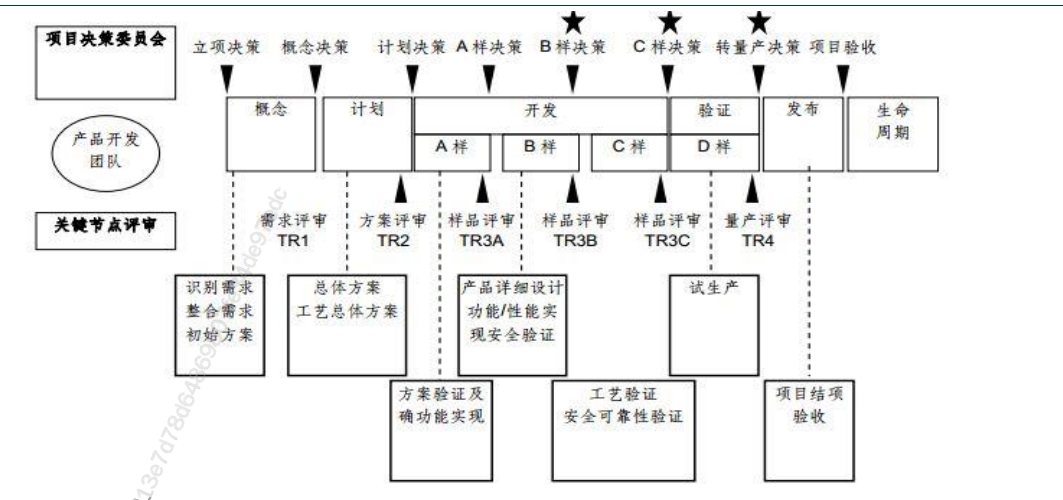 项目决策委员会
立项决策 概念决策 计划决策 A样决策 B样决策 C样决策 转量产决策 项目验收
概念 计划 开发 验证 发布 生命
周期
A样 B样 C样 D样
产品开发
团队
关键节点评审
需求评审 方案评审 样品评审 样品评审 样品评审 量产评审
TR1 TR2 TR3A TR3B TR3C TR4
识别需求
整合需求
初始方案
总体方案
工艺总体方案
产品详细设计
功能/性能实
现安全验证
试生产
方案验证及
确功能实现
工艺验证
安全可靠性验证
项目结项
验收